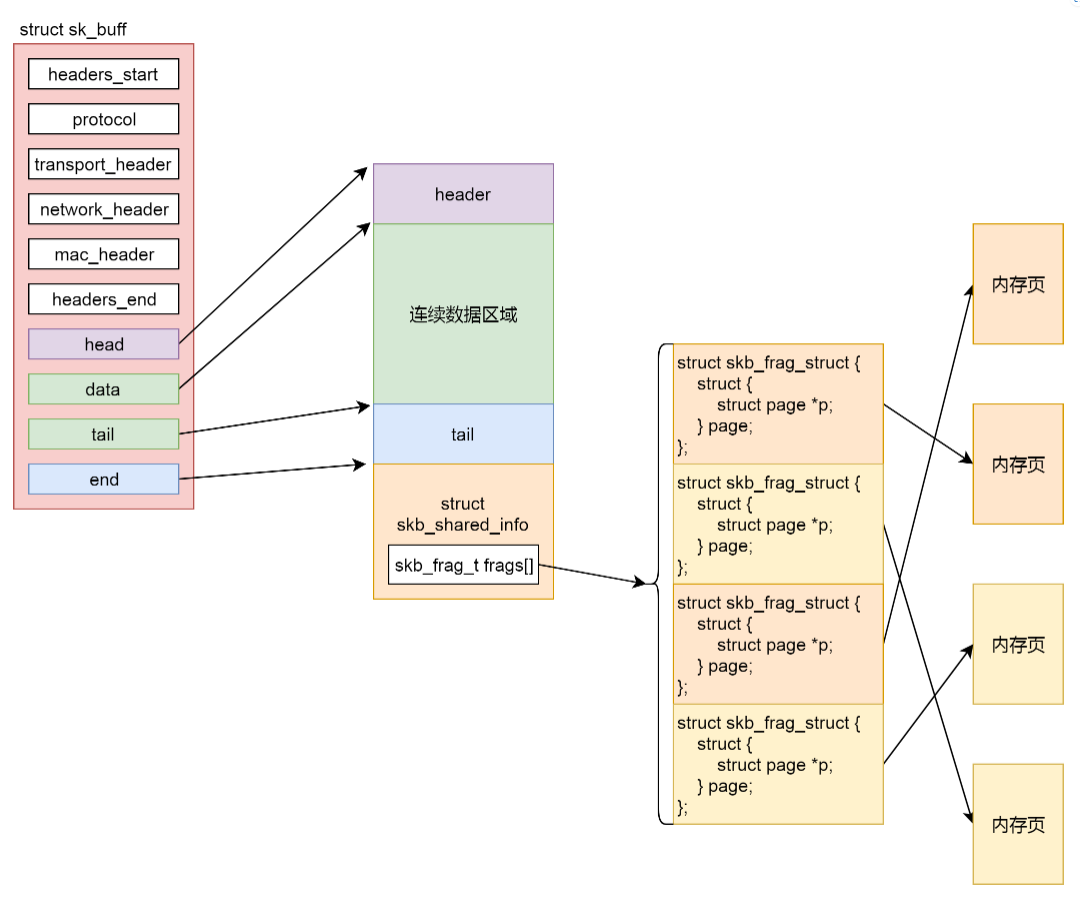 struct sk_buff
headers_start
protocol
transport_header
network_header
mac_header
headers_end
head
data
tail
end
header
连续数据区域
tail
struct
skb_shared_info
skb_frag_t frags[]
struct skb_frag_struct {
struct {
struct page *p;
} page;
};
struct skb_frag_struct {
struct {
struct page *p;
} page;
};
struct skb_frag_struct {
struct {
struct page *p;
} page;
};
struct skb_frag_struct {
struct {
struct page *p;
} page;
};
内存页
内存页
内存页
内存页